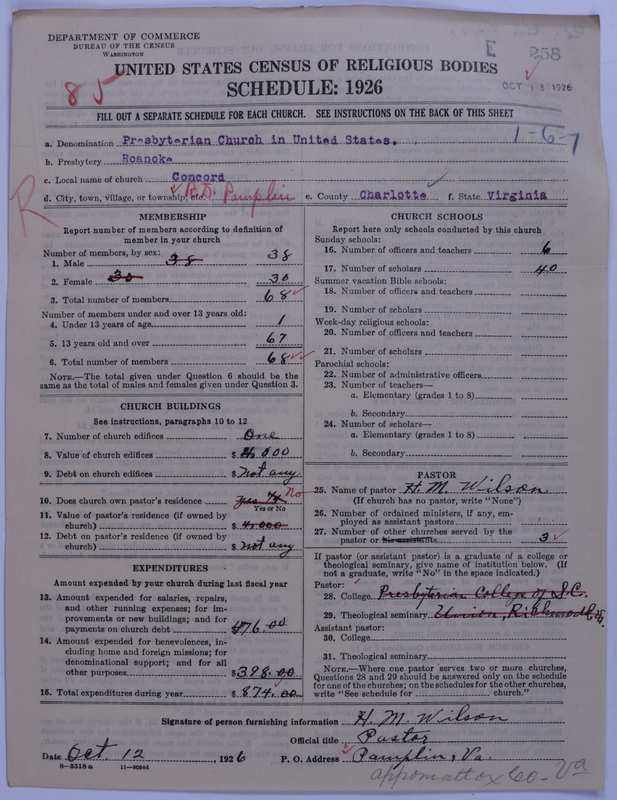 DEPARTMENT OF COMMERCE
BUREAU OF THE CENSUS
WASHINGTON
UNITED STATES CENSUS OF RELIGIOUS BODIES
SCHEDULE: 1926
85
958
OCT 13 1926
FILL OUT A SEPARATE SCHEDULE FOR EACH CHURCH. SEE INSTRUCTIONS ON THE BACK OF THIS SHEET
1-6-7
a. Denomination Presbyterian Church in United States.
b. Presbytery Roanoke
c. Local name of church Concord
d. City, town, village, or township, etc. R.D. Pamplin e. County Charlotte f. State Virginia
R
MEMBERSHIP
Report number of members according to definition of
member in your church
Number of members, by sex:
1. Male 38 38
2. Female 30 30
3. Total number of members 68
Number of members under and over 13 years old:
4. Under 13 years of age 1
5. 13 years old and over 67
6. Total number of members 68
NOTE.—The total given under Question 6 should be the
same as the total of males and females given under Question 3.
CHURCH BUILDINGS
See instructions, paragraphs 10 to 12
7. Number of church edifices One
8. Value of church edifices $ 000
9. Debt on church edifices $ not any
10. Does church own pastor's residence Yes No
Yes or No
11. Value of pastor's residence (if owned by
church) $ 4,000
12. Debt on pastor's residence (if owned by
church) $ not any
EXPENDITURES
Amount expended by your church during last fiscal year
13. Amount expended for salaries, repairs,
and other running expenses; for im-
provements or new buildings; and for
payments on church debt $476.00
14. Amount expended for benevolences, in-
cluding home and foreign missions; for
denominational support; and for all
other purposes $398.00
15. Total expenditures during year $ 874.00
CHURCH SCHOOLS
Report here only schools conducted by this church
Sunday schools:
16. Number of officers and teachers 6
17. Number of scholars 40
Summer vacation Bible schools:
18. Number of officers and teachers
19. Number of scholars
Week-day religious schools:
20. Number of officers and teachers
21. Number of scholars
Parochial schools:
22. Number of administrative officers
23. Number of teachers—
a. Elementary (grades 1 to 8)
b. Secondary
24. Number of scholars—
a. Elementary (grades 1 to 8)
b. Secondary
PASTOR
25. Name of pastor H. M. Wilson
(If church has no pastor, write "None")
26. Number of ordained ministers, if any, em-
ployed as assistant pastors
27. Number of other churches served by the
pastor or his assistants 3
If pastor (or assistant pastor) is a graduate of a college or
theological seminary, give name of institution below. (If
not a graduate, write "No" in the space indicated.)
Pastor:
28. College Presbyterian College of S.C.
29. Theological seminary Union, Richmond, Va.
Assistant pastor:
30. College
31. Theological seminary
NOTE.—Where one pastor serves two or more churches,
Questions 28 and 29 should be answered only on the schedule
for one of the churches; on the schedules for the other churches,
write "See schedule for church."
Signature of person furnishing information H. M. Wilson
Official title Pastor
Date Oct. 12, 1926 P. O. Address Pamplin, Va.
8—5518 a
Appomattox Co - Va